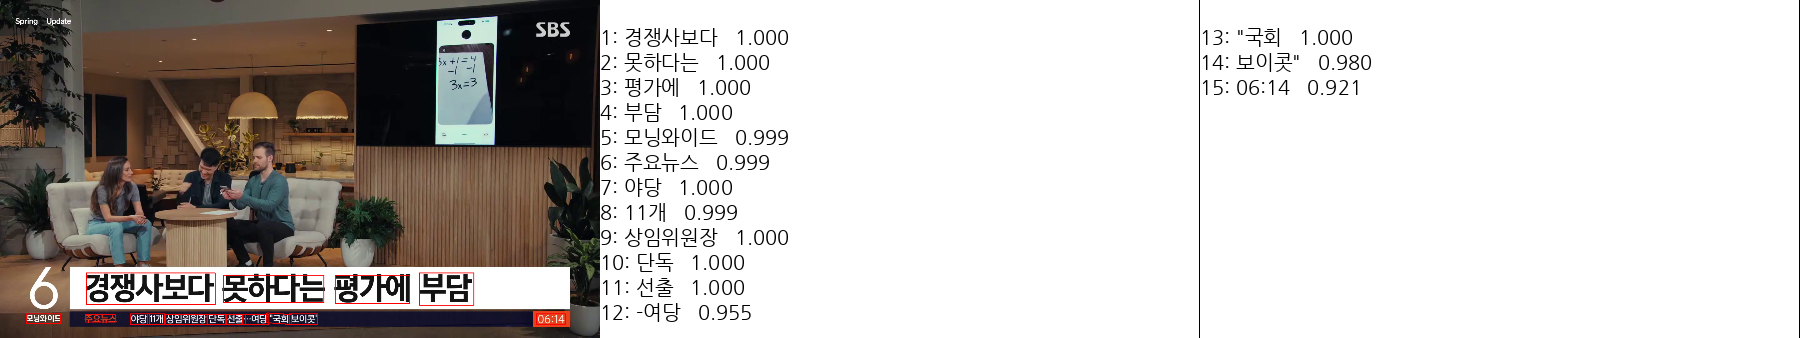 Spring Update
SBS
3x+1=4
-1 -1
3x=3
6
경쟁사보다 못하다는 평가에 부담
모닝와이드
주요뉴스
야당 11개 상임위원장 단독 선출…여당 "국회 보이콧"
06:14
1: 경쟁사보다 1.000
2: 못하다는 1.000
3: 평가에 1.000
4: 부담 1.000
5: 모닝와이드 0.999
6: 주요뉴스 0.999
7: 야당 1.000
8: 11개 0.999
9: 상임위원장 1.000
10: 단독 1.000
11: 선출 1.000
12: -여당 0.955
13: "국회 1.000
14: 보이콧" 0.980
15: 06:14 0.921